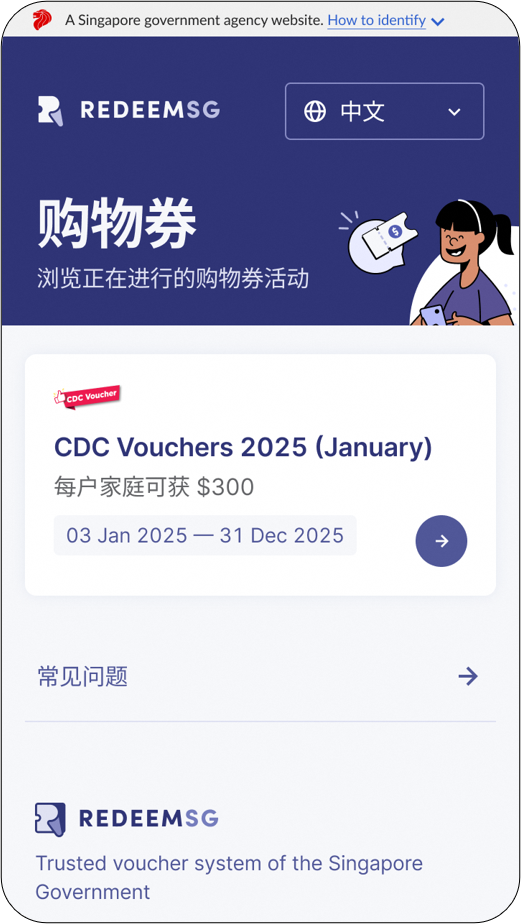 A Singapore government agency website. How to identify
REDEEMSG
中文
购物券
浏览正在进行的购物券活动
$
CDC Voucher
CDC Vouchers 2025 (January)
每户家庭可获 $300
03 Jan 2025 — 31 Dec 2025
常见问题
REDEEMSG
Trusted voucher system of the Singapore
Government